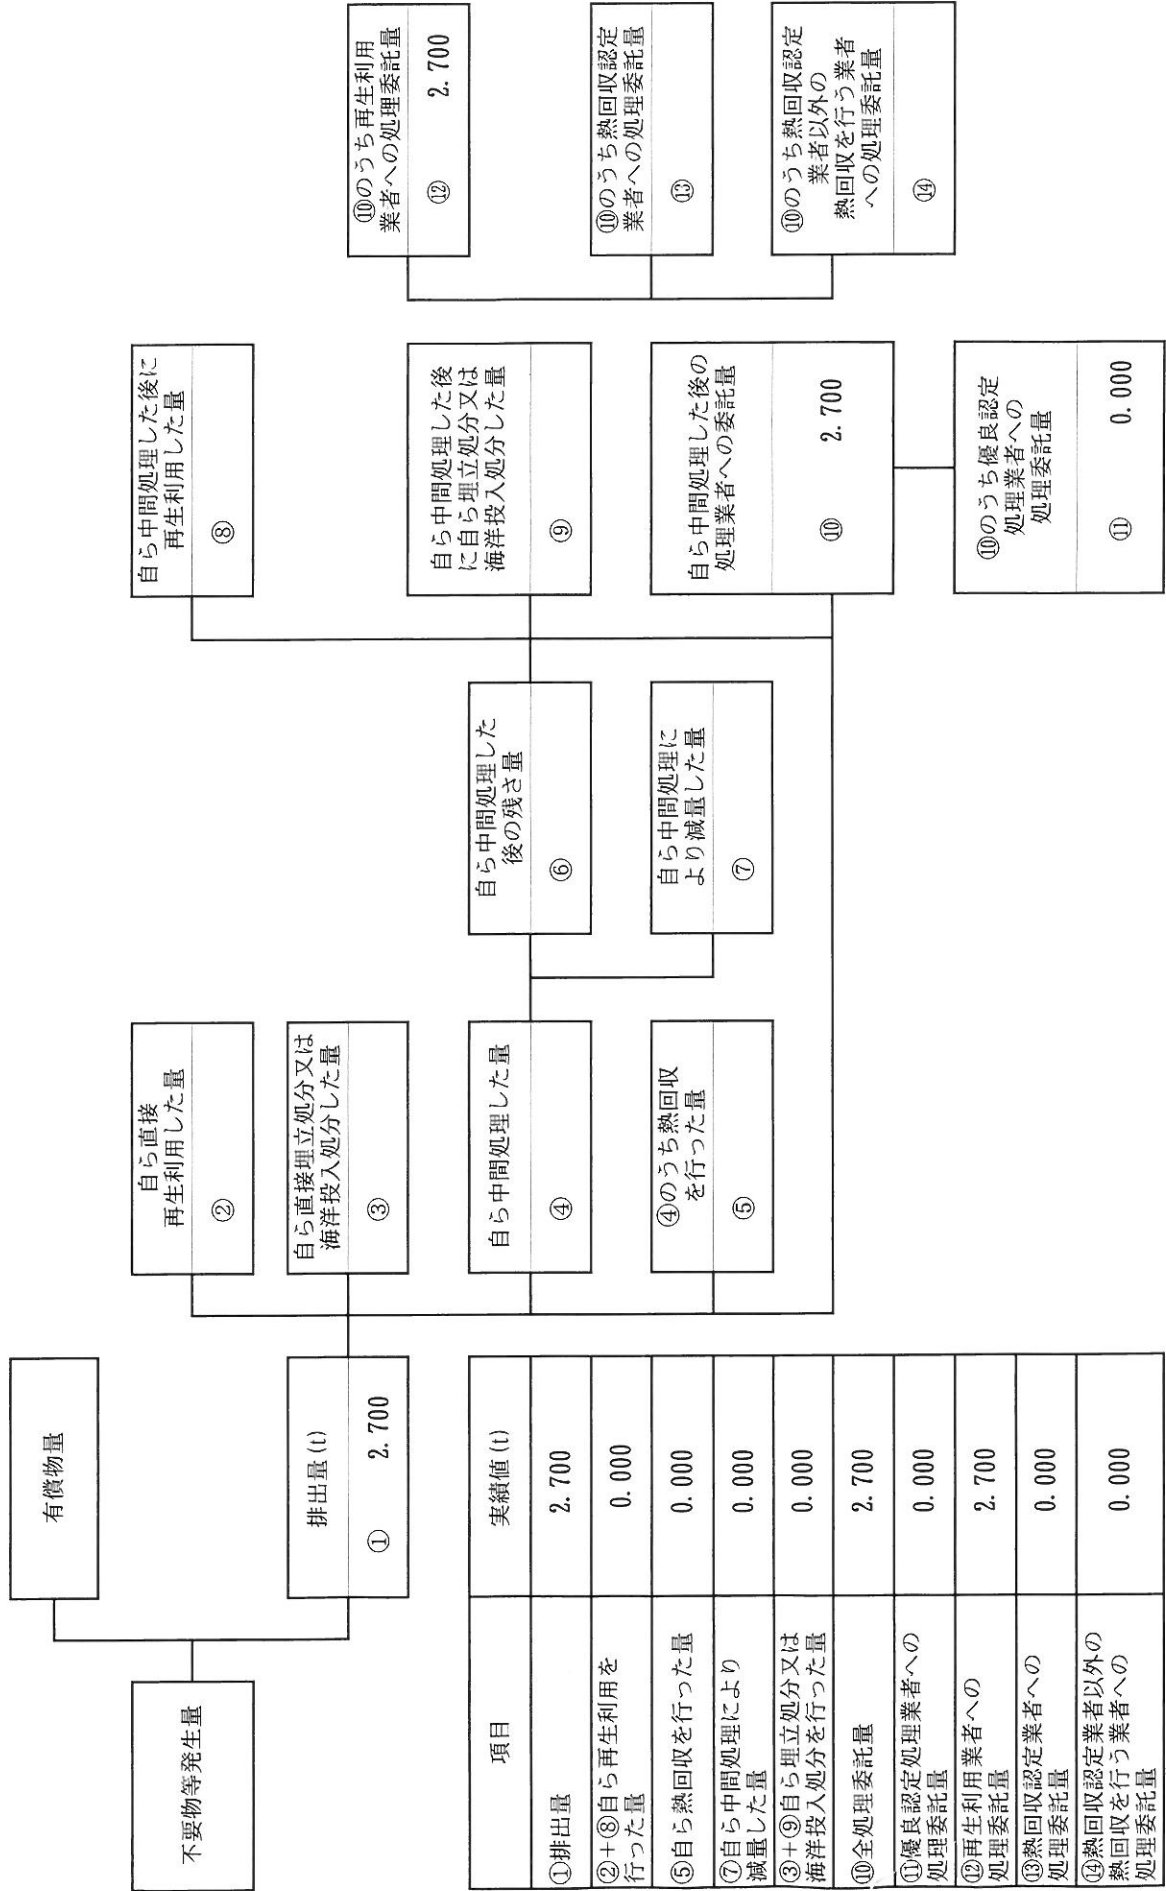 不要物等発生量
有償物量
排出量(t)
① 2.700
自ら直接
再生利用した量
②
自ら直接埋立処分又は
海洋投入処分した量
③
自ら中間処理した量
④
④のうち熱回収
を行った量
⑤
自ら中間処理した
後の残さ量
⑥
自ら中間処理に
より減量した量
⑦
自ら中間処理した後に
再生利用した量
⑧
自ら中間処理した後
に自ら埋立処分又は
海洋投入処分した量
⑨
自ら中間処理した後の
処理業者への委託量
⑩ 2.700
⑩のうち優良認定
処理業者への
処理委託量
⑪ 0.000
⑩のうち再生利用
業者への処理委託量
⑫ 2.700
⑩のうち熱回収認定
業者への処理委託量
⑬
⑩のうち熱回収認定
業者以外の
熱回収を行う業者
への処理委託量
⑭
項目 実績値(t)
①排出量 2.700
②+⑧自ら再生利用を
行った量 0.000
⑤自ら熱回収を行った量 0.000
⑦自ら中間処理により
減量した量 0.000
③+⑨自ら埋立処分又は
海洋投入処分を行った量 0.000
⑩全処理委託量 2.700
⑪優良認定処理業者への
処理委託量 0.000
⑫再生利用業者への
処理委託量 2.700
⑬熱回収認定業者への
処理委託量 0.000
⑭熱回収認定業者以外の
熱回収を行う業者への
処理委託量 0.000